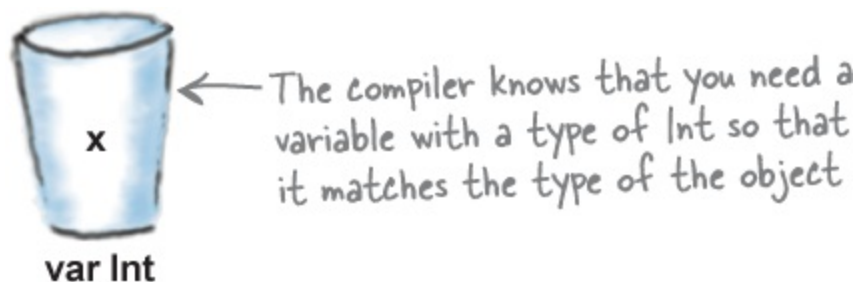 x
var Int
The compiler knows that you need a
variable with a type of Int so that
it matches the type of the object